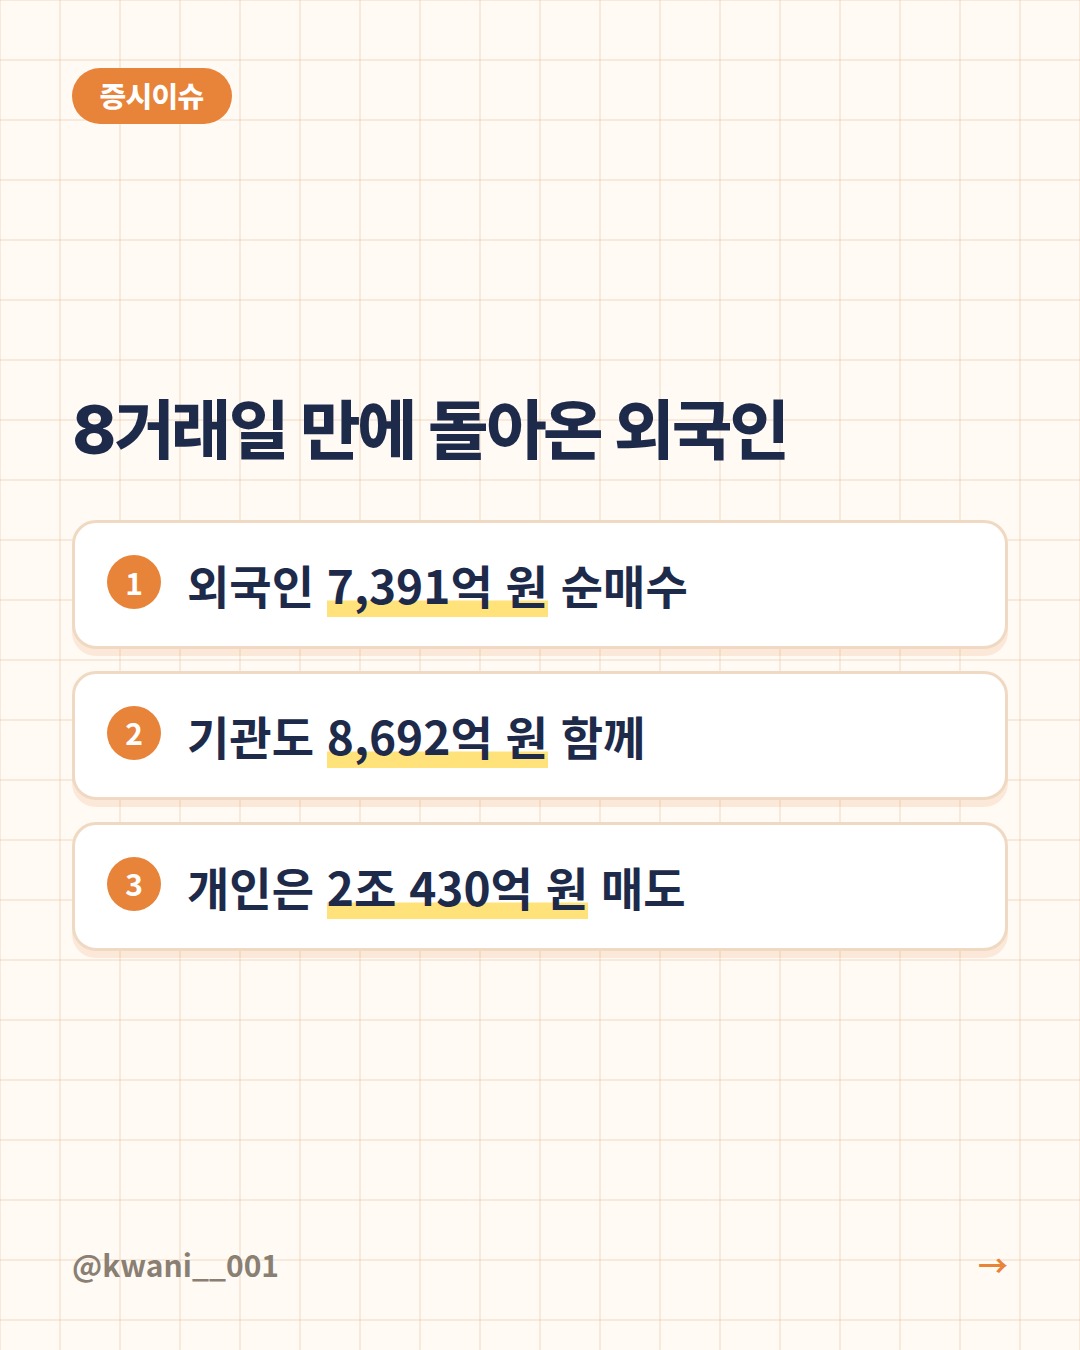 증시이슈
8거래일 만에 돌아온 외국인
1 외국인 7,391억 원 순매수
2 기관도 8,692억 원 함께
3 개인은 2조 430억 원 매도
@kwani__001 →